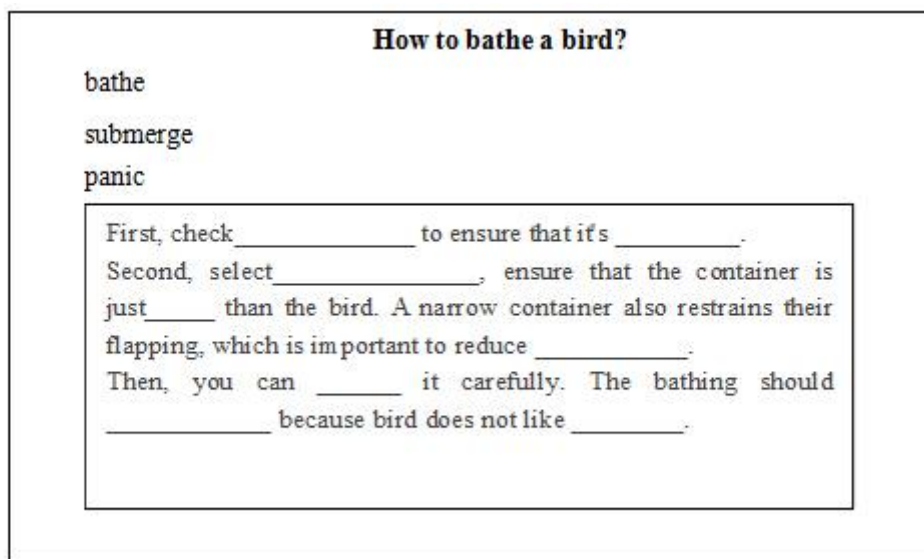 How to bathe a bird?
bathe
submerge
panic
First, check______________ to ensure that it's __________.
Second, select________________, ensure that the container is
just_____ than the bird. A narrow container also restrains their
flapping, which is important to reduce ____________.
Then, you can ______ it carefully. The bathing should
_____________ because bird does not like _________.